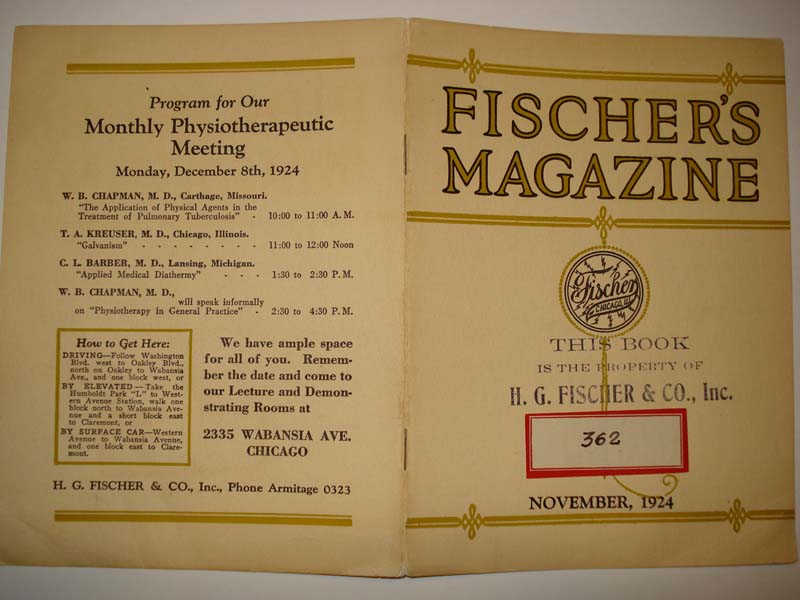 Program for Our
Monthly Physiotherapeutic
Meeting
Monday, December 8th, 1924
W. B. CHAPMAN, M. D., Carthage, Missouri.
"The Application of Physical Agents in the
Treatment of Pulmonary Tuberculosis" - 10:00 to 11:00 A. M.
T. A. KREUSER, M. D., Chicago, Illinois.
"Galvanism" - - - - - - - - 11:00 to 12:00 Noon
C. L. BARBER, M. D., Lansing, Michigan.
"Applied Medical Diathermy" - - - 1:30 to 2:30 P. M.
W. B. CHAPMAN, M. D.,
will speak informally
on "Physiotherapy in General Practice" - 2:30 to 4:30 P. M.
How to Get Here:
DRIVING—Follow Washington
Blvd. west to Oakley Blvd.,
north on Oakley to Wabansia
Ave., and one block west, or
BY ELEVATED — Take the
Humboldt Park "L" to West-
ern Avenue Station, walk one
block north to Wabansia Ave-
nue and a short block east
to Claremont, or
BY SURFACE CAR—Western
Avenue to Wabansia Avenue,
and one block east to Clare-
mont.
We have ample space
for all of you. Remem-
ber the date and come to
our Lecture and Demon-
strating Rooms at
2335 WABANSIA AVE.
CHICAGO
H. G. FISCHER & CO., Inc., Phone Armitage 0323
FISCHER'S
MAGAZINE
Fischer
CHICAGO, ILL.
THIS BOOK
IS THE PROPERTY OF
H. G. FISCHER & CO., Inc.
362
NOVEMBER, 1924